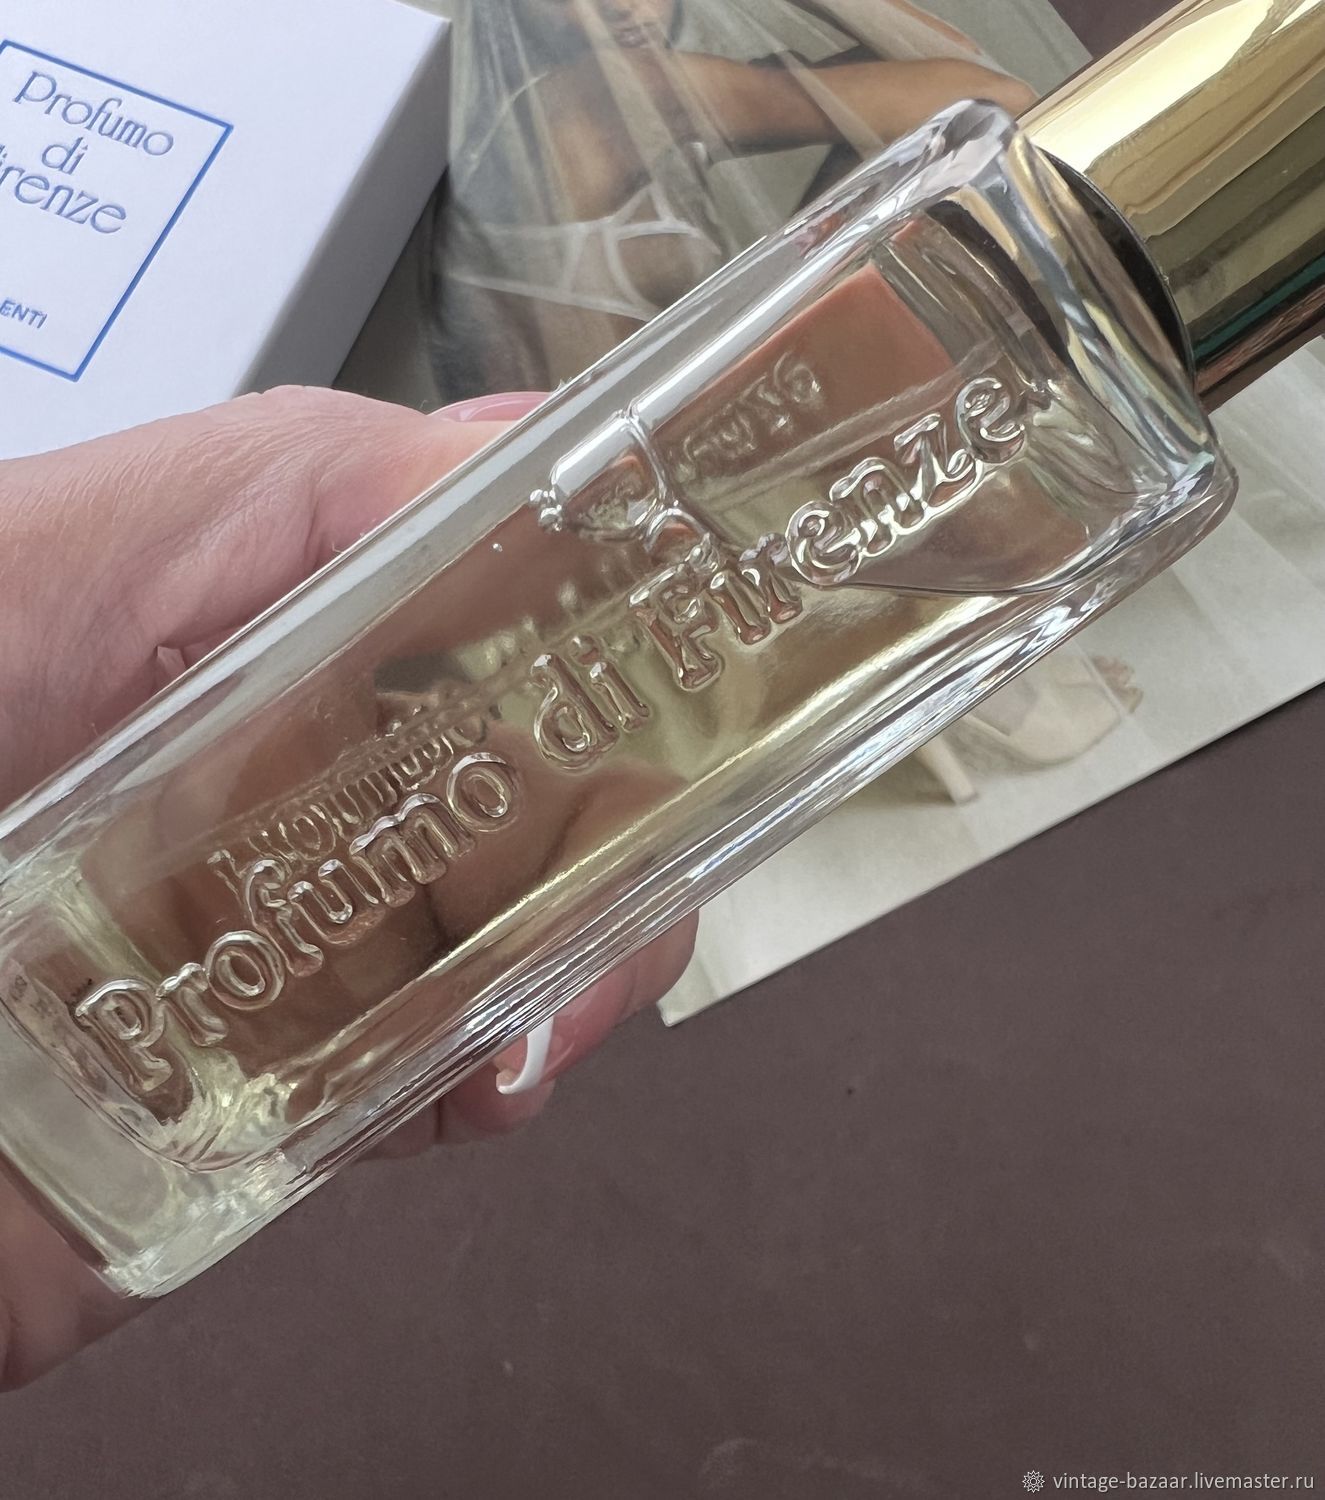 Profumo
di
irenze
ENTI
Profumo di Firenze
vintage-bazaar.livemaster.ru